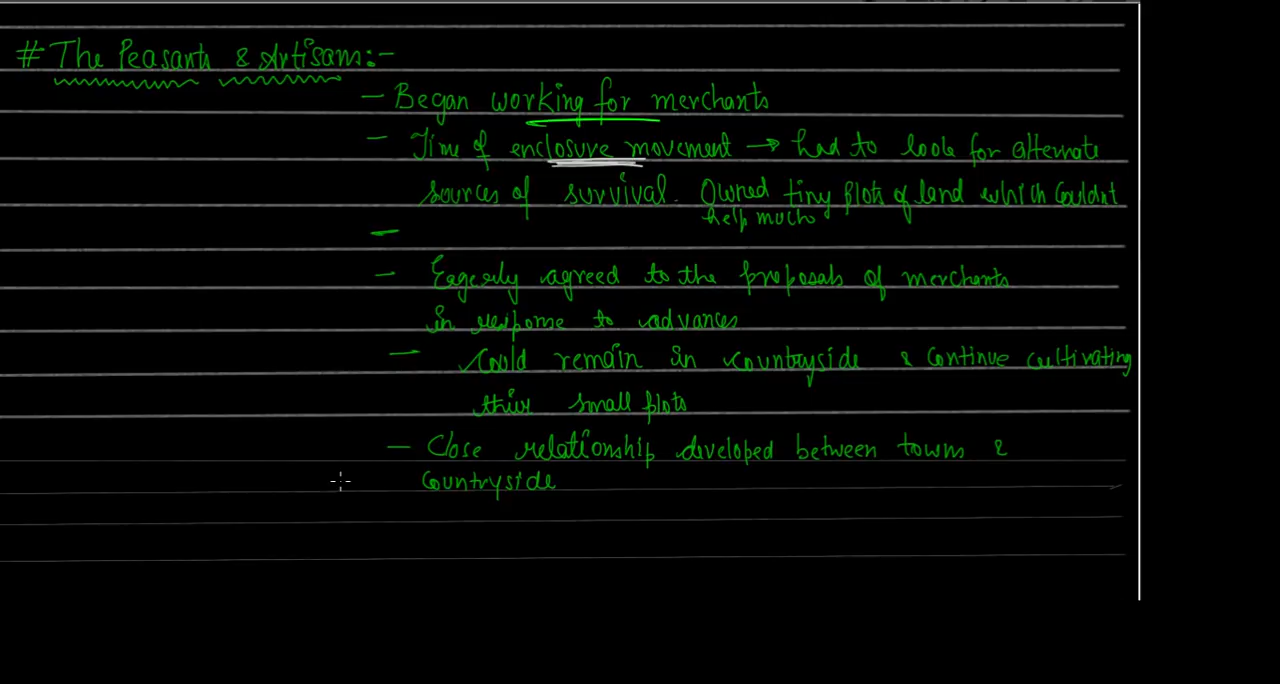 # The Peasants & Artisans:-
- Began working for merchants
- Time of enclosure movement → had to look for alternate
sources of survival. Owned tiny plots of land which couldn't
help much
-
- Eagerly agreed to the proposals of merchants
in response to advances
- Could remain in countryside & continue cultivating
their small plots
- Close relationship developed between towns &
countryside